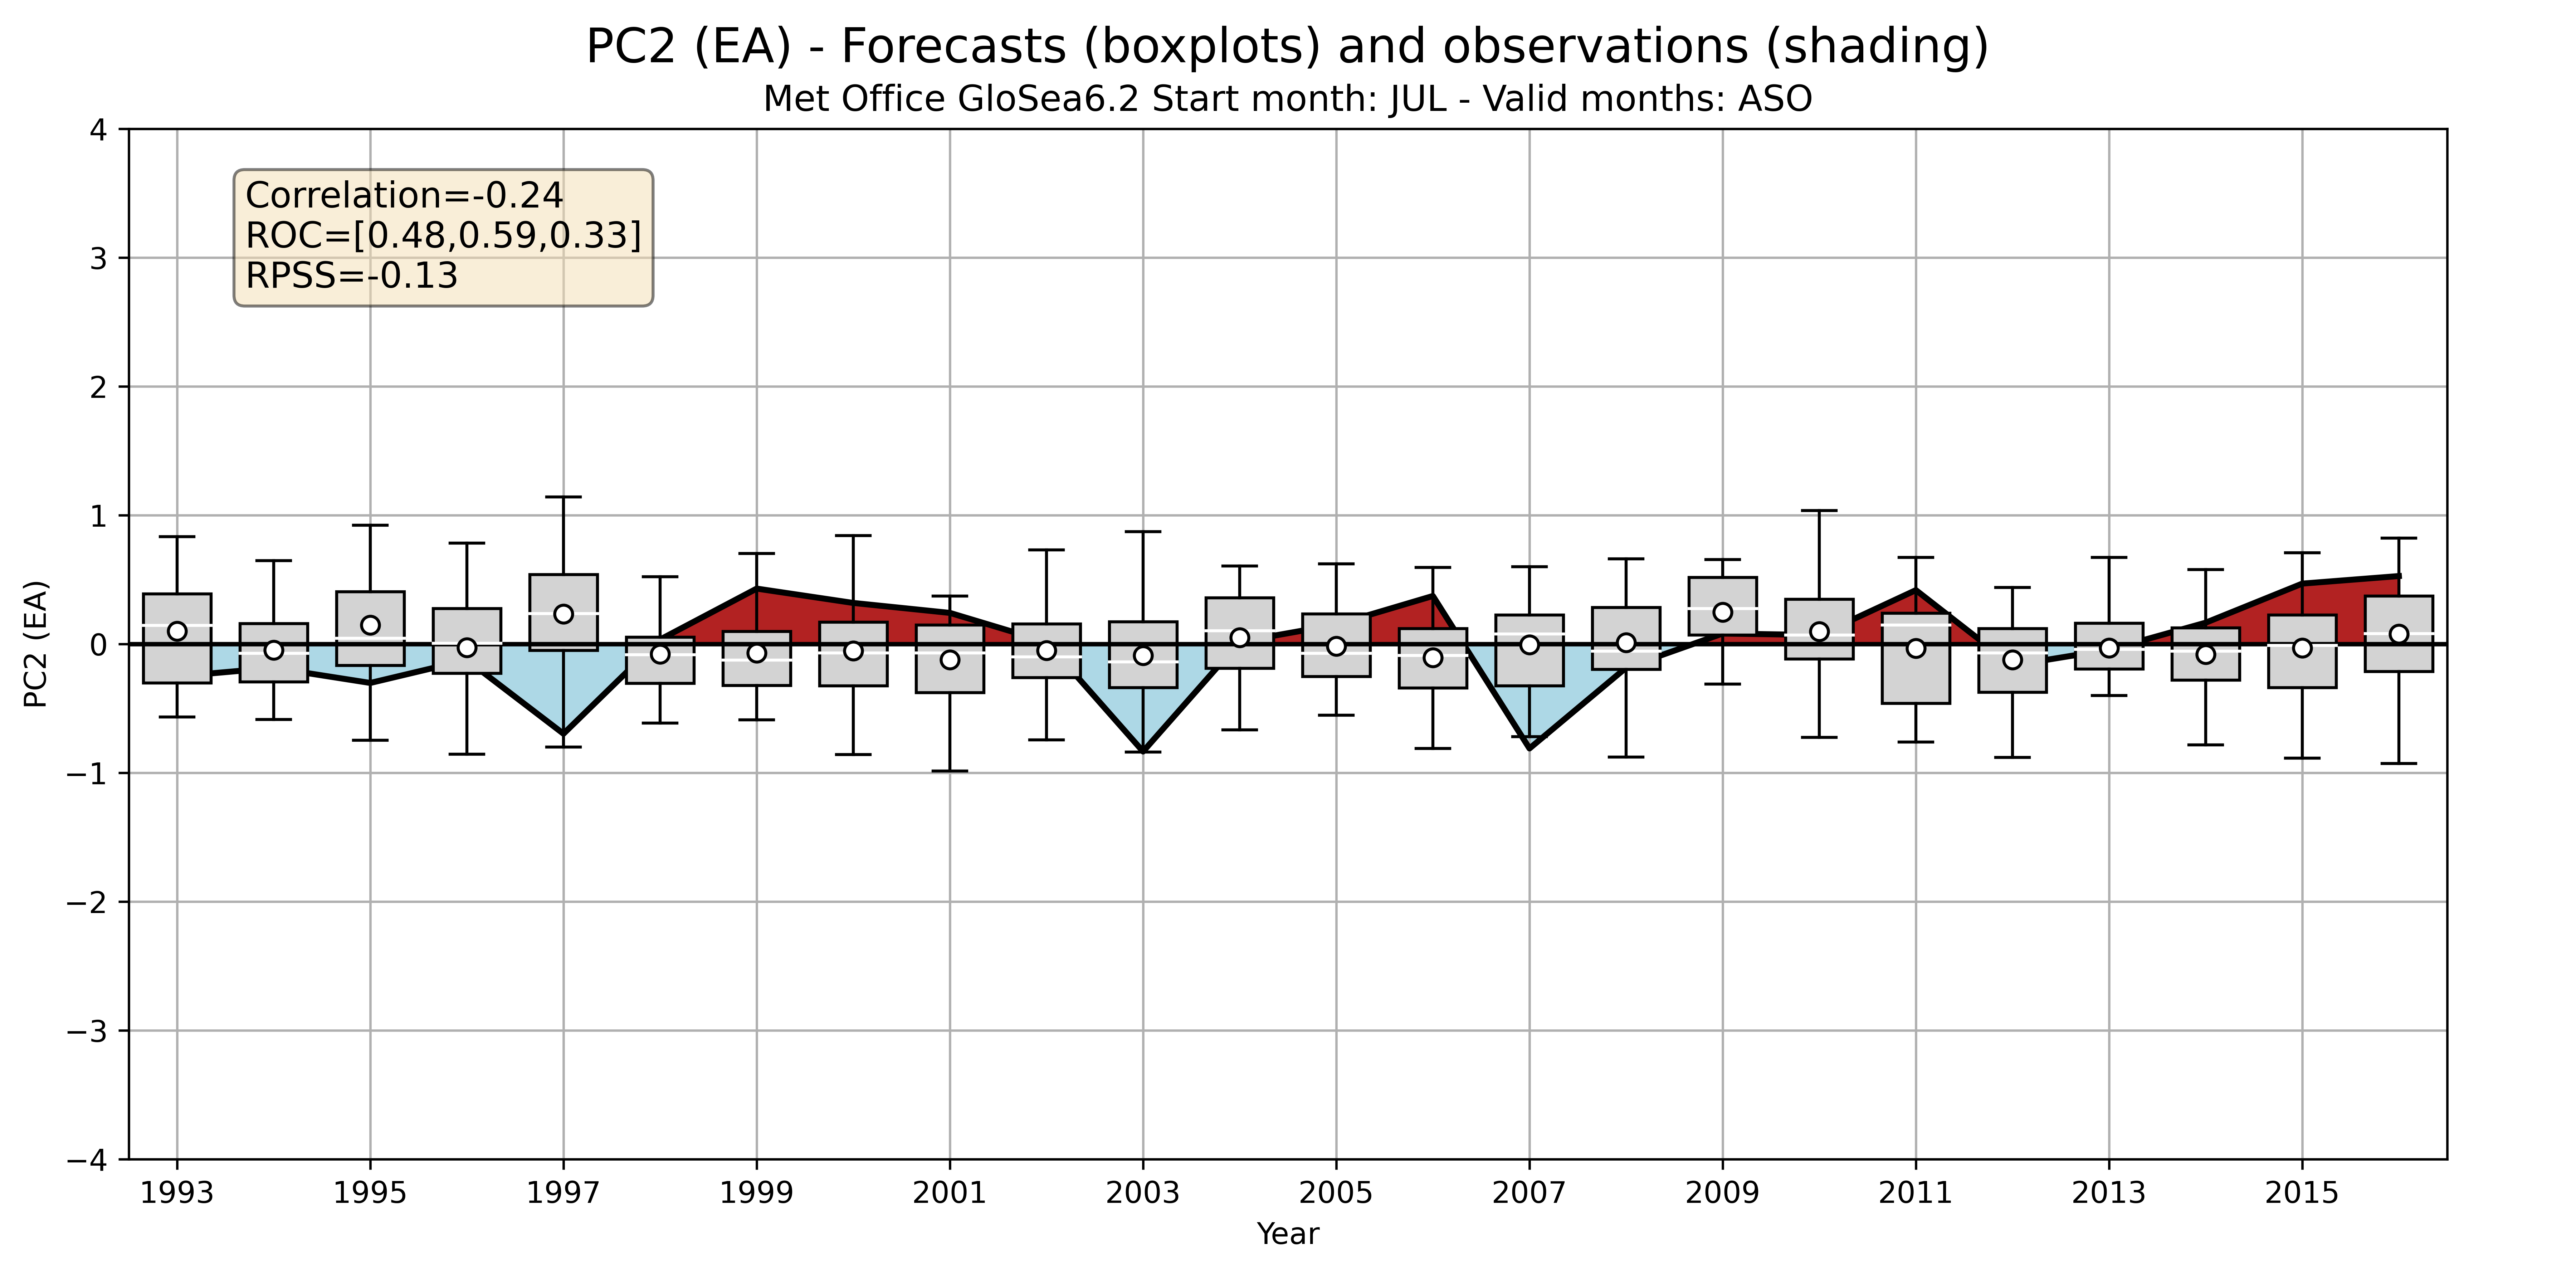 PC2 (EA) - Forecasts (boxplots) and observations (shading)
Met Office GloSea6.2 Start month: JUL - Valid months: ASO
Correlation=-0.24
ROC=[0.48,0.59,0.33]
RPSS=-0.13
PC2 (EA)
4
3
2
1
0
−1
−2
−3
−4
1993 1995 1997 1999 2001 2003 2005 2007 2009 2011 2013 2015
Year